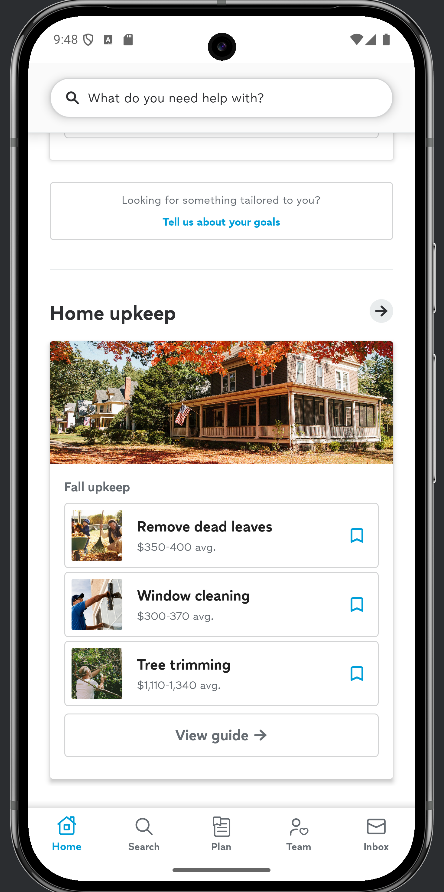 9:48
What do you need help with?
Looking for something tailored to you?
Tell us about your goals
Home upkeep
Fall upkeep
Remove dead leaves
$350-400 avg.
Window cleaning
$300-370 avg.
Tree trimming
$1,110-1,340 avg.
View guide →
Home
Search
Plan
Team
Inbox